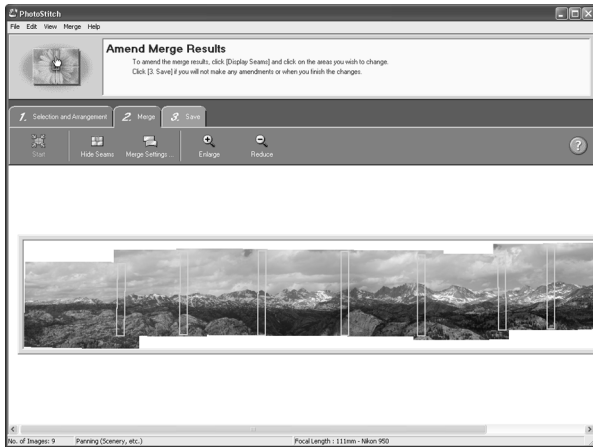 PhotoStitch
File Edit View Merge Help
Amend Merge Results
To amend the merge results, click [Display Seams] and click on the areas you wish to change.
Click [3. Save] if you will not make any amendments or when you finish the changes.
1. Selection and Arrangement 2. Merge 3. Save
Start Hide Seams Merge Settings... Enlarge Reduce ?
No. of Images: 9 Panning (Scenery, etc.) Focal Length : 111mm - Nikon 950